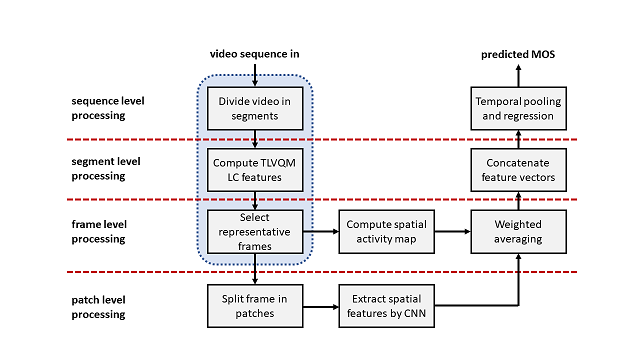 video sequence in
predicted MOS
sequence level
processing
Divide video in
segments
Temporal pooling
and regression
segment level
processing
Compute TLVQM
LC features
Concatenate
feature vectors
frame level
processing
Select
representative
frames
Compute spatial
activity map
Weighted
averaging
patch level
processing
Split frame in
patches
Extract spatial
features by CNN